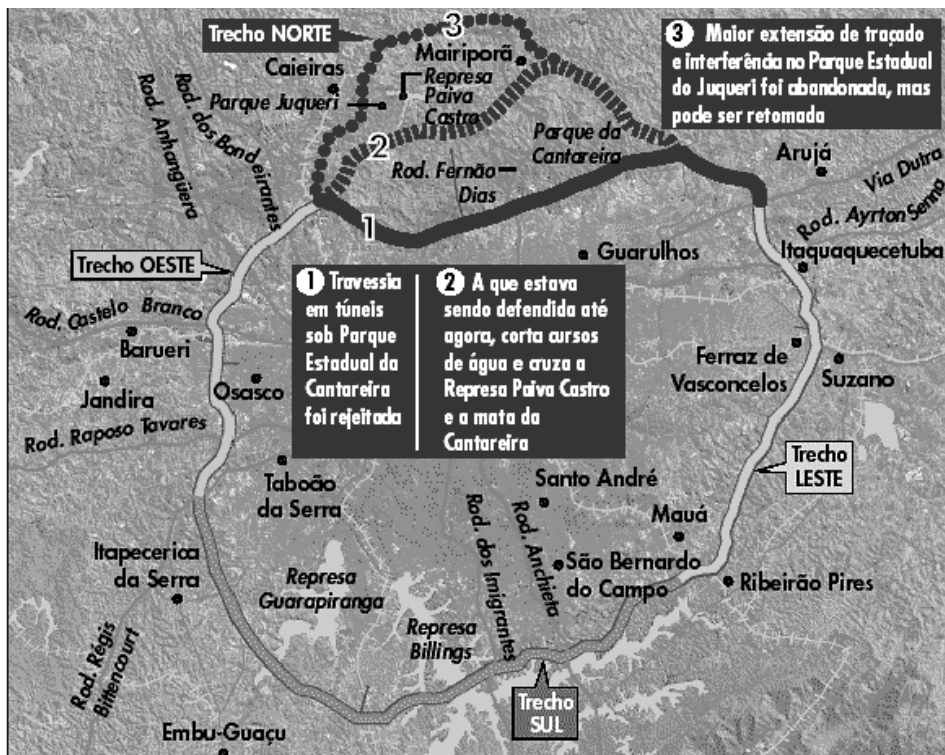 Trecho NORTE
3
Mairiporã
Caieiras
Represa
Paiva
Castro
Parque Juqueri
3 Maior extensão de traçado
e interferência no Parque Estadual
do Juqueri foi abandonada, mas
pode ser retomada
Rod. Anhangüera
Rod. dos Bandeirantes
2
Parque da
Cantareira
Rod. Fernão
Dias
Arujá
Via Dutra
Rod. Ayrton Senna
1
Guarulhos
Itaquaquecetuba
Trecho OESTE
1 Travessia
em túneis
sob Parque
Estadual da
Cantareira
foi rejeitada
2 A que estava
sendo defendida até
agora, corta cursos
de água e cruza a
Represa Paiva Castro
e a mata da
Cantareira
Rod. Castelo Branco
Barueri
Jandira
Osasco
Rod. Raposo Tavares
Ferraz de
Vasconcelos
Suzano
Trecho
LESTE
Taboão
da Serra
Santo André
Mauá
Itapecerica
da Serra
Represa
Guarapiranga
Rod. dos Imigrantes
Rod. Anchieta
São Bernardo
do Campo
Ribeirão Pires
Represa
Billings
Rod. Régis
Bittencourt
Trecho
SUL
Embu-Guaçu